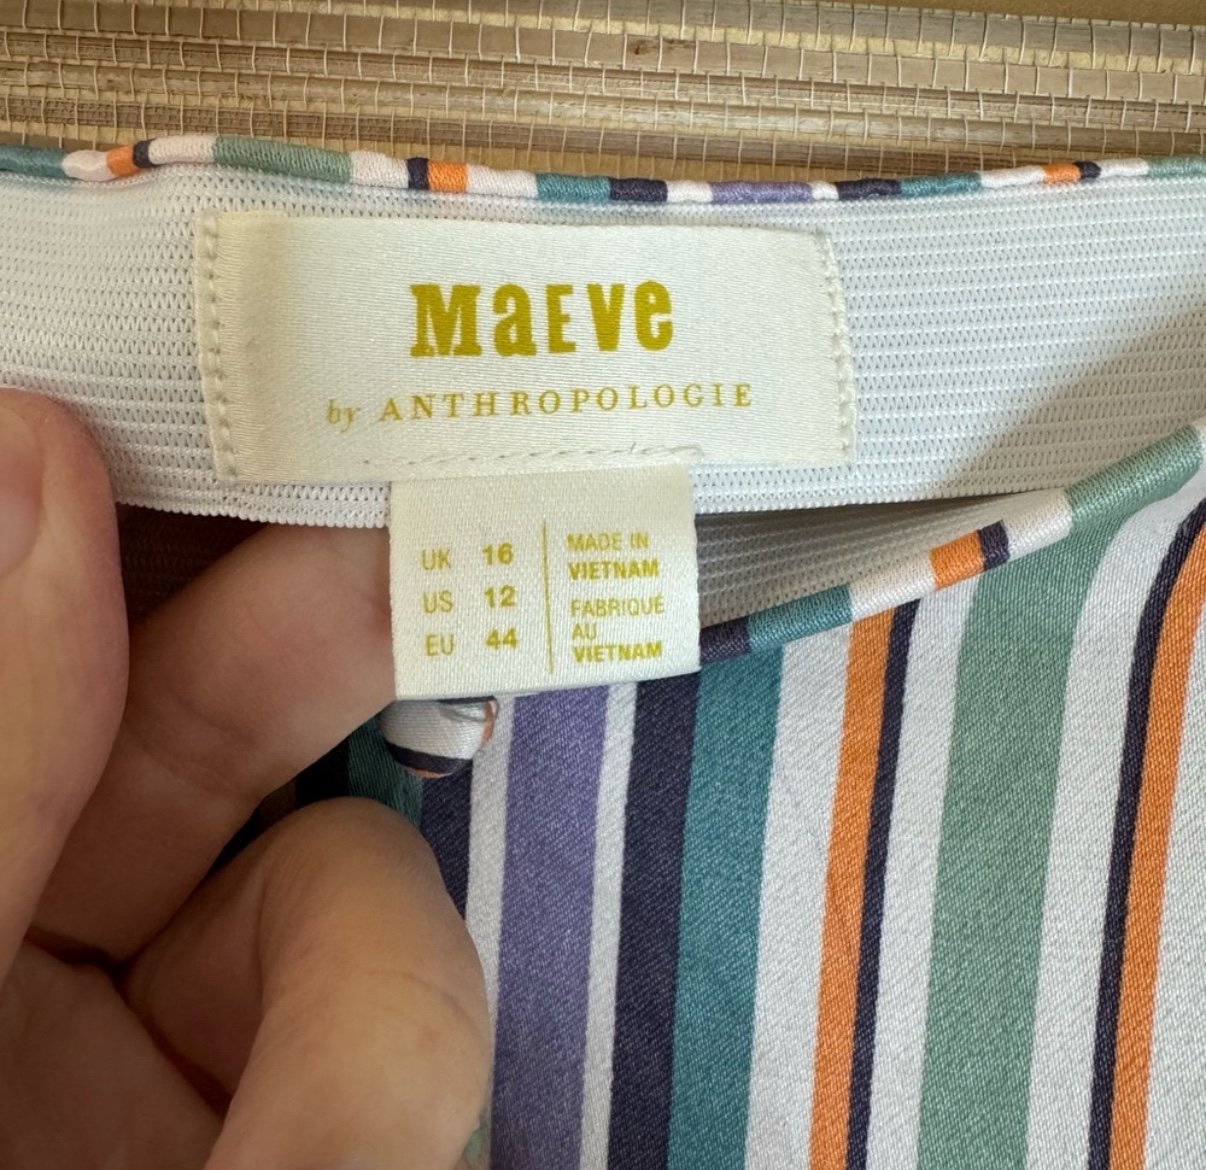 MaEve
by ANTHROPOLOGIE
UK 16
US 12
EU 44
MADE IN
VIETNAM
FABRIQUÉ
AU
VIETNAM